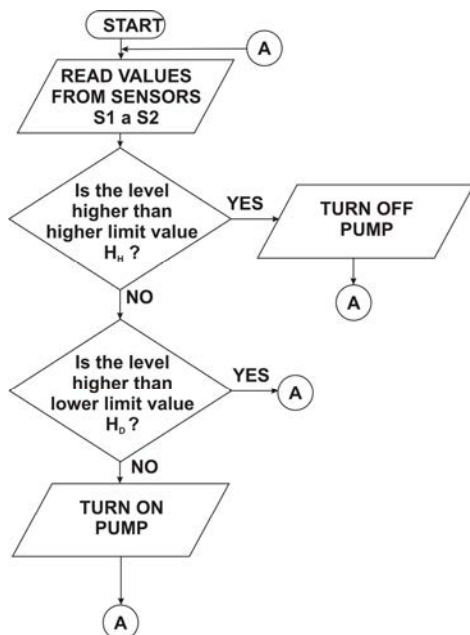 START
A
READ VALUES
FROM SENSORS
S1 a S2
Is the level
higher than
higher limit value
H_H ?
YES
TURN OFF
PUMP
A
NO
Is the level
higher than
lower limit value
H_D ?
YES
A
NO
TURN ON
PUMP
A